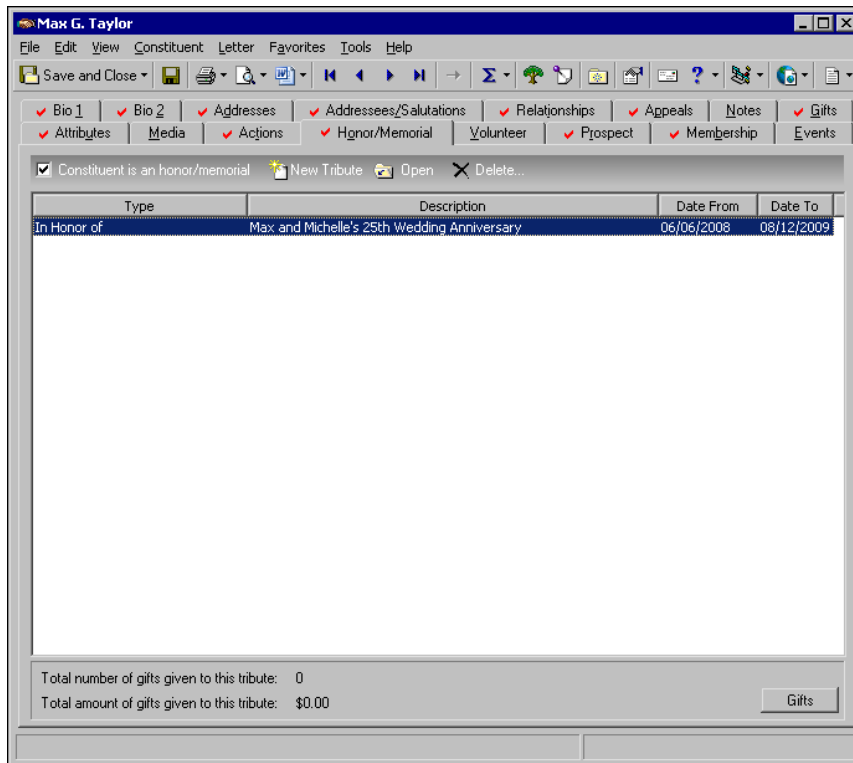 Max G. Taylor
File Edit View Constituent Letter Favorites Tools Help
Save and Close
Bio 1 Bio 2 Addresses Addressees/Salutations Relationships Appeals Notes Gifts
Attributes Media Actions Honor/Memorial Volunteer Prospect Membership Events
Constituent is an honor/memorial New Tribute Open Delete...
Type Description Date From Date To
In Honor of Max and Michelle's 25th Wedding Anniversary 06/06/2008 08/12/2009
Total number of gifts given to this tribute: 0
Total amount of gifts given to this tribute: $0.00
Gifts